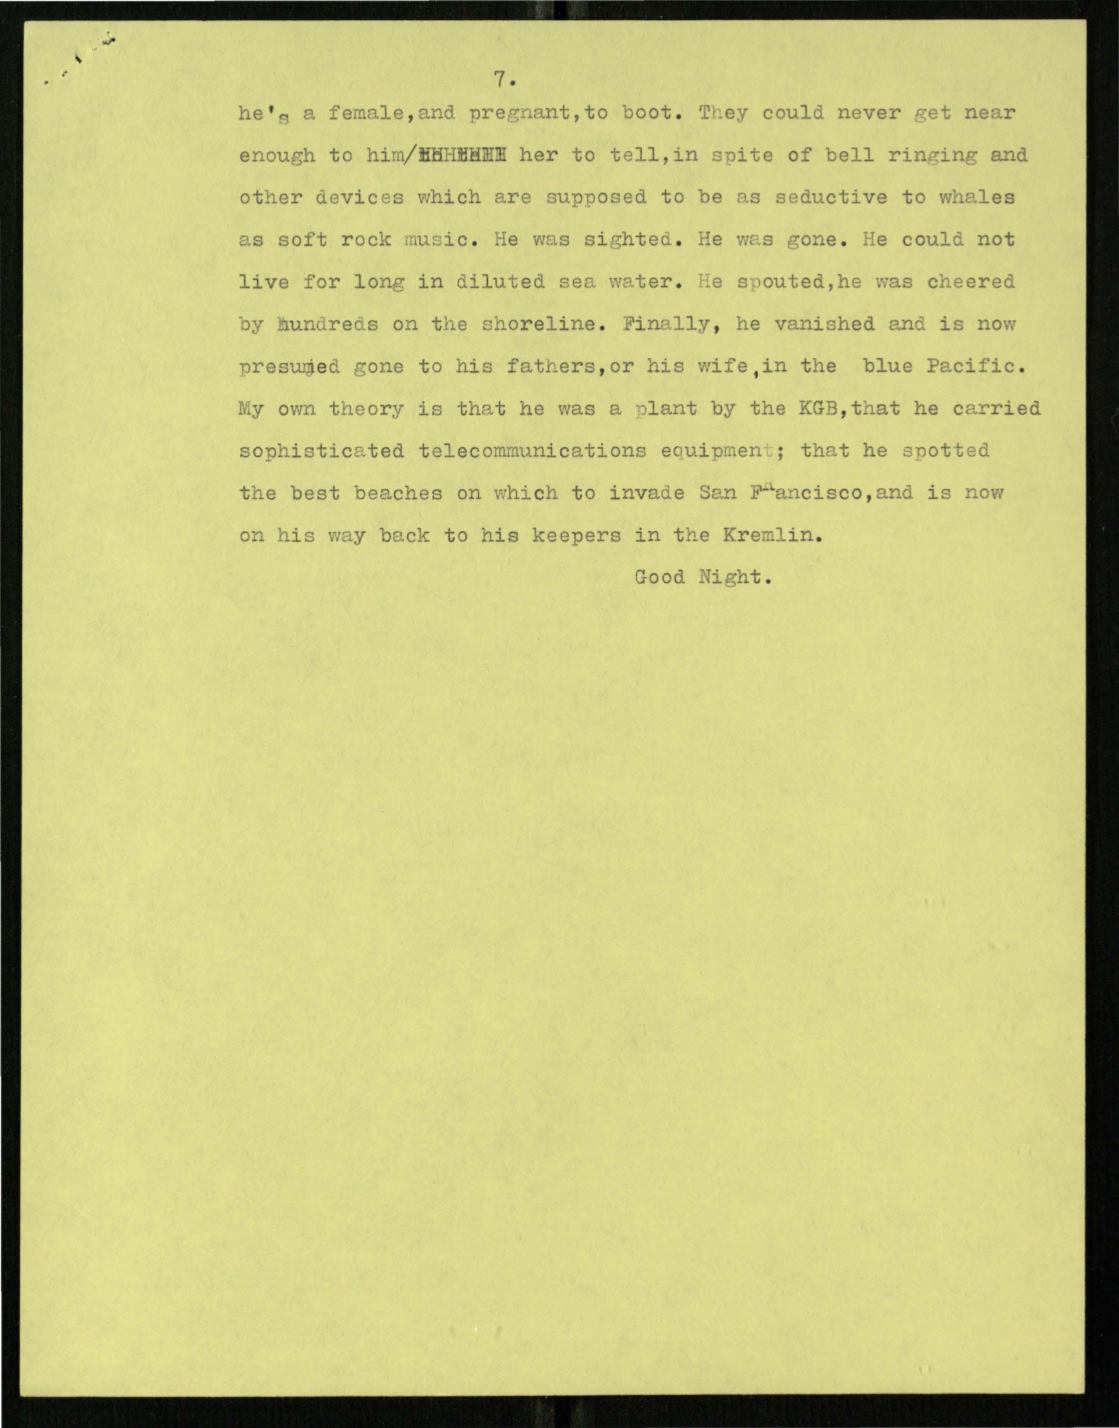 7.
he's a female,and pregnant,to boot. They could never get near
enough to him/ her to tell,in spite of bell ringing and
other devices which are supposed to be as seductive to whales
as soft rock music. He was sighted. He was gone. He could not
live for long in diluted sea water. He spouted,he was cheered
by hundreds on the shoreline. Finally, he vanished and is now
presumed gone to his fathers,or his wife,in the  blue Pacific.
My own theory is that he was a plant by the KGB,that he carried
sophisticated telecommunications equipment; that he spotted
the best beaches on which to invade San Francisco,and is now
on his way back to his keepers in the Kremlin.
Good Night.